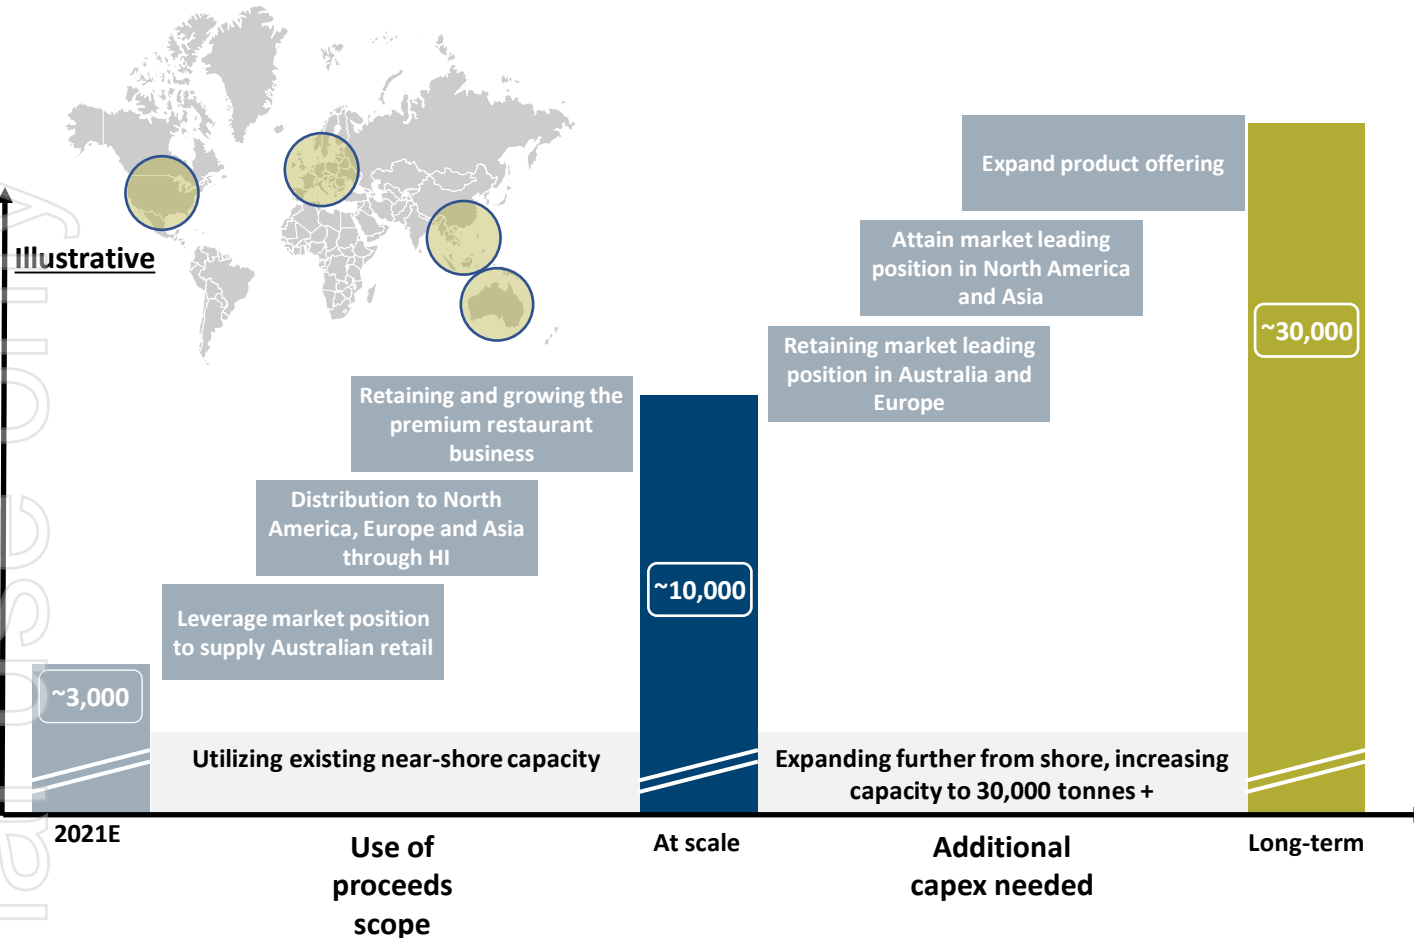 Illustrative
Expand product offering
Attain market leading
position in North America
and Asia
Retaining market leading
position in Australia and
Europe
Retaining and growing the
premium restaurant
business
Distribution to North
America, Europe and Asia
through HI
Leverage market position
to supply Australian retail
~3,000
~10,000
~30,000
Utilizing existing near-shore capacity
Expanding further from shore, increasing
capacity to 30,000 tonnes +
2021E
Use of
proceeds
scope
At scale
Additional
capex needed
Long-term
use only